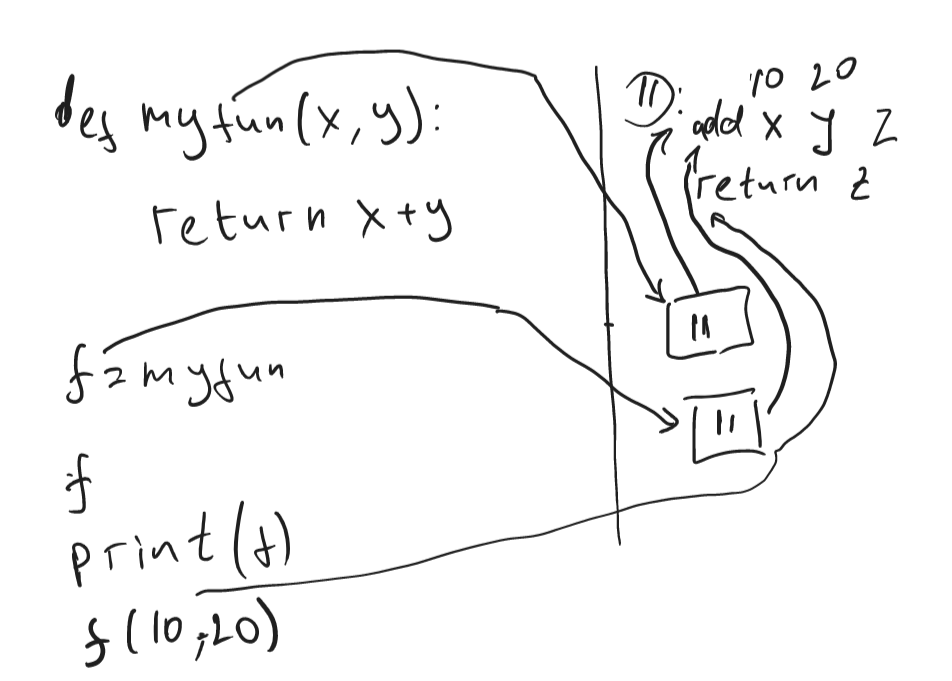 def myfun(x,y):
return x+y
f=myfun
f
print(f)
f(10,20)
10 20
11: add x y z
return z
11
11